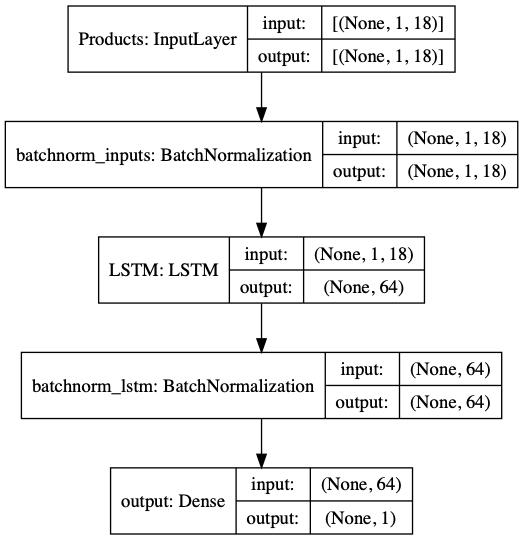 Products: InputLayer
input: [(None, 1, 18)]
output: [(None, 1, 18)]
batchnorm_inputs: BatchNormalization
input: (None, 1, 18)
output: (None, 1, 18)
LSTM: LSTM
input: (None, 1, 18)
output: (None, 64)
batchnorm_lstm: BatchNormalization
input: (None, 64)
output: (None, 64)
output: Dense
input: (None, 64)
output: (None, 1)